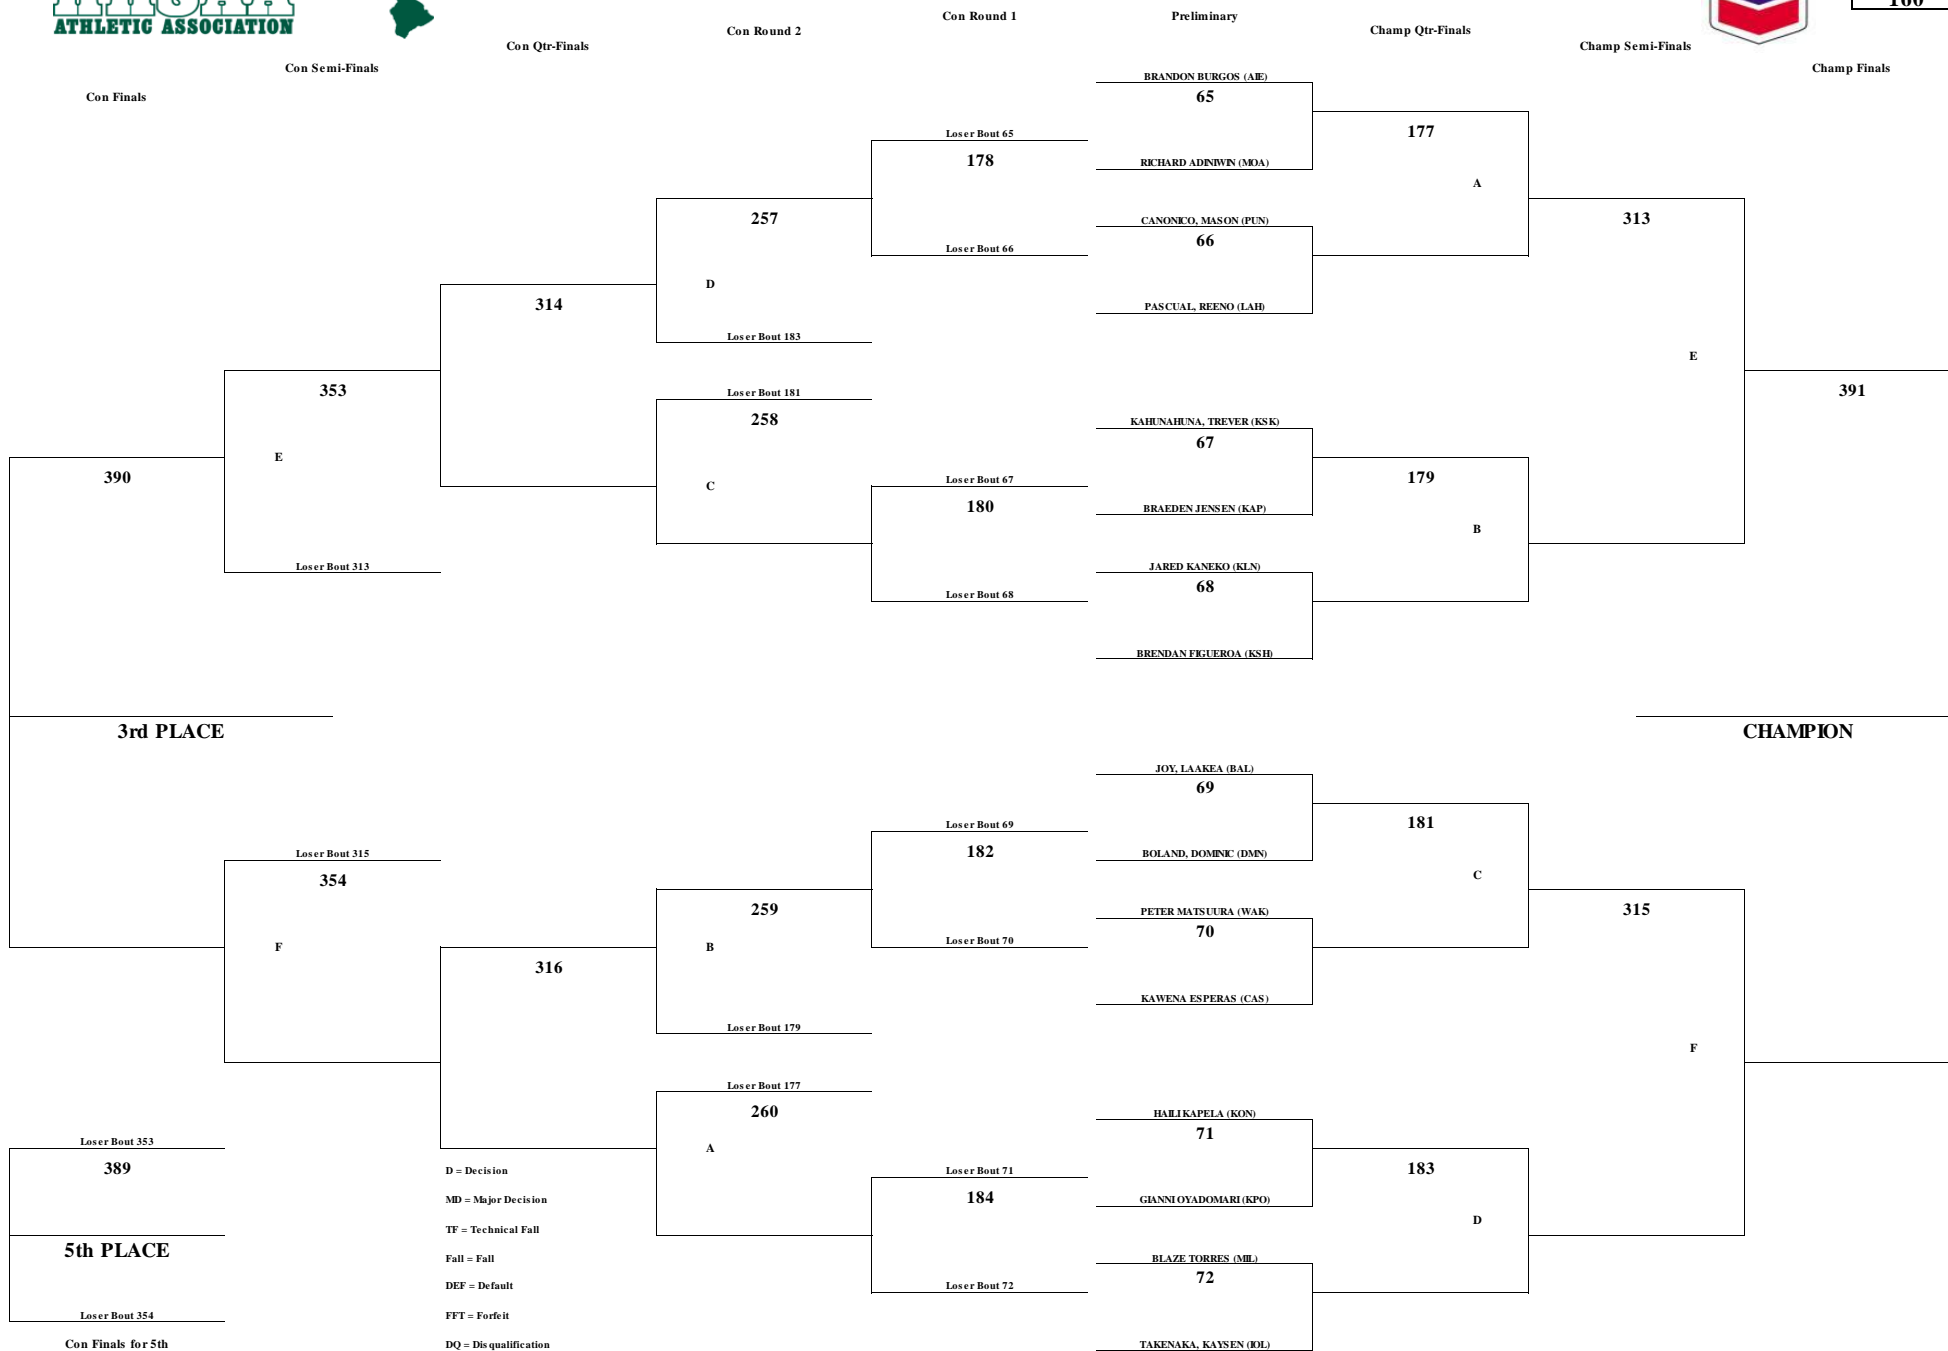 ATHLETIC ASSOCIATION
Con Finals
Con Semi-Finals
Con Qtr-Finals
Con Round 2
Con Round 1
Preliminary
Champ Qtr-Finals
Champ Semi-Finals
Champ Finals
BRANDON BURGOS (AIE)
65
RICHARD ADINIWIN (MOA)
CANONICO, MASON (PUN)
66
PASCUAL, REENO (LAH)
KAHUNAHUNA, TREVER (KSK)
67
BRAEDEN JENSEN (KAP)
JARED KANEKO (KLN)
68
BRENDAN FIGUEROA (KSH)
JOY, LAAKEA (BAL)
69
BOLAND, DOMINIC (DMN)
PETER MATSUURA (WAK)
70
KAWENA ESPERAS (CAS)
HAILI KAPELA (KON)
71
GIANNI OYADOMARI (KPO)
BLAZE TORRES (MIL)
72
TAKENAKA, KAYSEN (IOL)
177
A
179
B
181
C
183
D
313
E
315
F
391
CHAMPION
Loser Bout 65
178
Loser Bout 66
Loser Bout 67
180
Loser Bout 68
Loser Bout 69
182
Loser Bout 70
Loser Bout 71
184
Loser Bout 72
257
D
Loser Bout 183
Loser Bout 181
258
C
259
B
Loser Bout 179
Loser Bout 177
260
A
314
316
353
E
Loser Bout 313
Loser Bout 315
354
F
390
3rd PLACE
Loser Bout 353
389
5th PLACE
Loser Bout 354
Con Finals for 5th
D = Decision
MD = Major Decision
TF = Technical Fall
Fall = Fall
DEF = Default
FFT = Forfeit
DQ = Disqualification